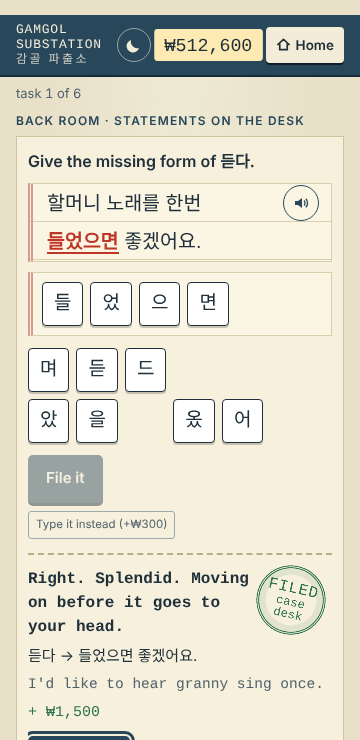 GAMGOL
SUBSTATION
감골 파출소
₩512,600
Home
task 1 of 6
BACK ROOM · STATEMENTS ON THE DESK
Give the missing form of 듣다.
할머니 노래를 한번
들었으면 좋겠어요.
들 었 으 면
며 듣 드
았 을 옸 어
File it
Type it instead (+₩300)
Right. Splendid. Moving
on before it goes to
your head.
FILED
case
desk
듣다 → 들었으면 좋겠어요.
I'd like to hear granny sing once.
+ ₩1,500